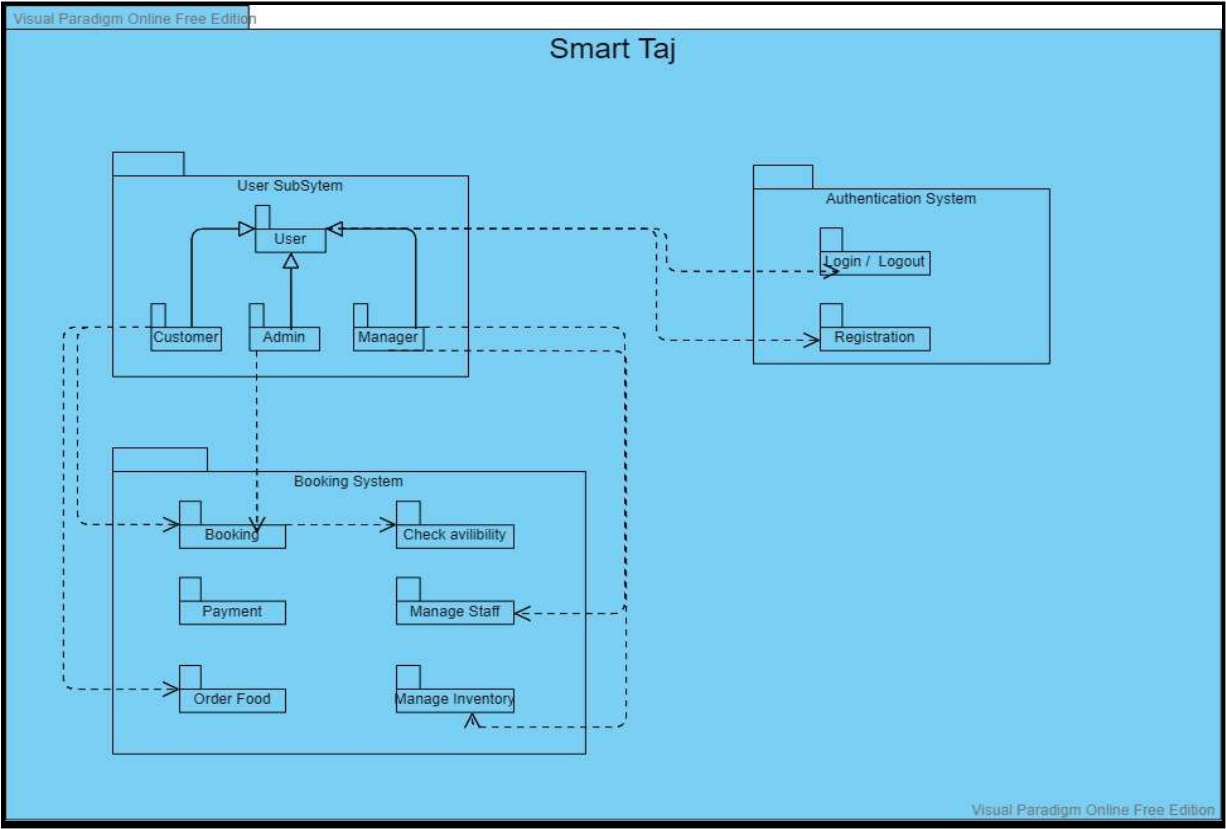 Visual Paradigm Online Free Edition
Smart Taj
User SubSytem
User
Customer
Admin
Manager
Authentication System
Login / Logout
Registration
Booking System
Booking
Check avilibility
Payment
Manage Staff
Order Food
Manage Inventory
Visual Paradigm Online Free Edition